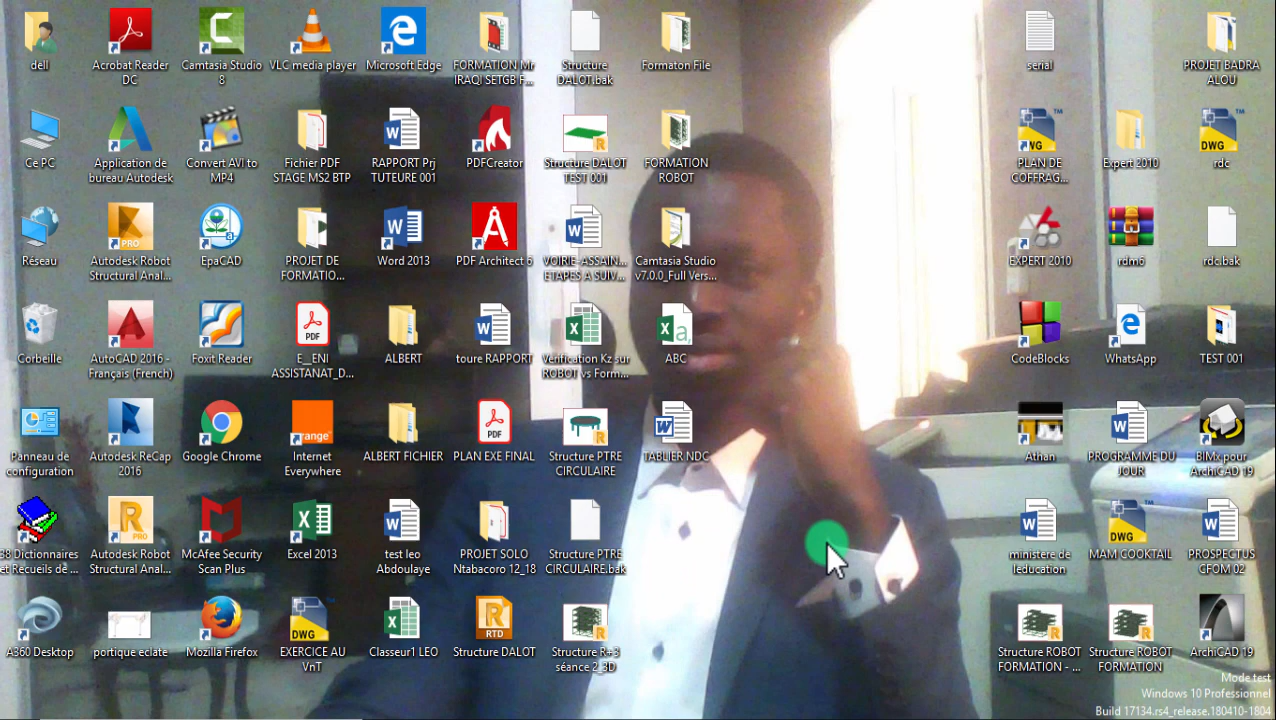 dell
Acrobat Reader
DC
Camtasia Studio
8
VLC media player
Microsoft Edge
FORMATION Mr
IRAQI SETGB F...
Structure
DALOT.bak
Formaton File
serial
PROJET BADRA
ALOU
Ce PC
Application de
bureau Autodesk
Convert AVI to
MP4
Fichier PDF
STAGE MS2 BTP
RAPPORT Prj
TUTEURE 001
PDFCreator
Structure DALOT
TEST 001
FORMATION
ROBOT
PLAN DE
COFFRAG...
Expert 2010
rdc
Réseau
Autodesk Robot
Structural Anal...
EpaCAD
PROJET DE
FORMATIO...
Word 2013
PDF Architect 6
VOIRIE-ASSAIN...
ETAPES A SUIV...
Camtasia Studio
v7.0.0_Full Vers...
EXPERT 2010
rdm6
rdc.bak
Corbeille
AutoCAD 2016 -
Français (French)
Foxit Reader
E__ENI
ASSISTANAT_D...
ALBERT
toure RAPPORT
Verification Kz sur
ROBOT vs Form...
ABC
CodeBlocks
WhatsApp
TEST 001
Panneau de
configuration
Autodesk ReCap
2016
Google Chrome
Internet
Everywhere
ALBERT FICHIER
PLAN EXE FINAL
Structure PTRE
CIRCULAIRE
TABLIER NDC
Athan
PROGRAMME DU
JOUR
BIMx pour
ArchiCAD 19
38 Dictionnaires
et Recueils de ...
Autodesk Robot
Structural Anal...
McAfee Security
Scan Plus
Excel 2013
test leo
Abdoulaye
PROJET SOLO
Ntabacoro 12_18
Structure PTRE
CIRCULAIRE.bak
ministere de
leducation
MAM COOKTAIL
PROSPECTUS
CFOM 02
A360 Desktop
portique eclate
Mozilla Firefox
EXERCICE AU
VnT
Classeur1 LEO
Structure DALOT
Structure R+3
séance 2_3D
Structure ROBOT
FORMATION - ...
Structure ROBOT
FORMATION
ArchiCAD 19
Mode test
Windows 10 Professionnel
Build 17134.rs4_release.180410-1804